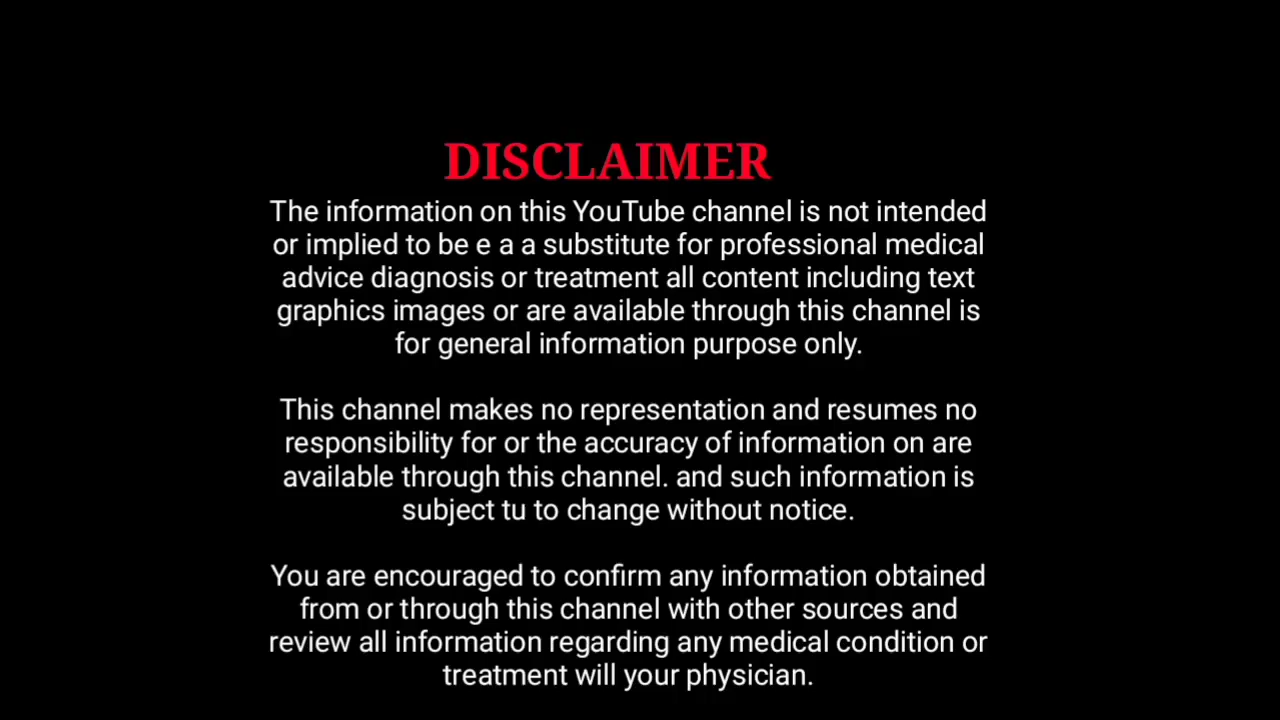 DISCLAIMER
The information on this YouTube channel is not intended
or implied to be e a a substitute for professional medical
advice diagnosis or treatment all content including text
graphics images or are available through this channel is
for general information purpose only.
This channel makes no representation and resumes no
responsibility for or the accuracy of information on are
available through this channel. and such information is
subject tu to change without notice.
You are encouraged to confirm any information obtained
from or through this channel with other sources and
review all information regarding any medical condition or
treatment will your physician.